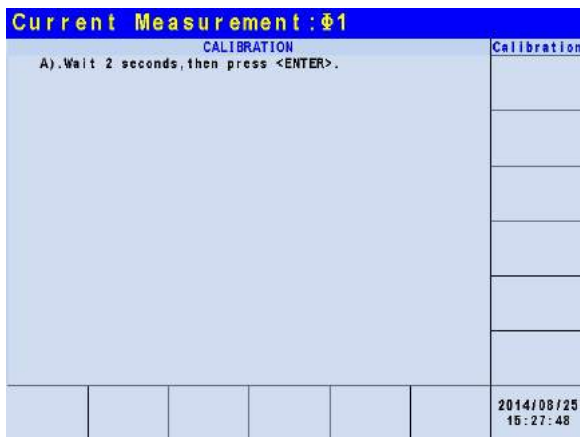 Current Measurement:Φ1
CALIBRATION
Calibration
A).Wait 2 seconds,then press <ENTER>.
2014/08/25
15:27:48